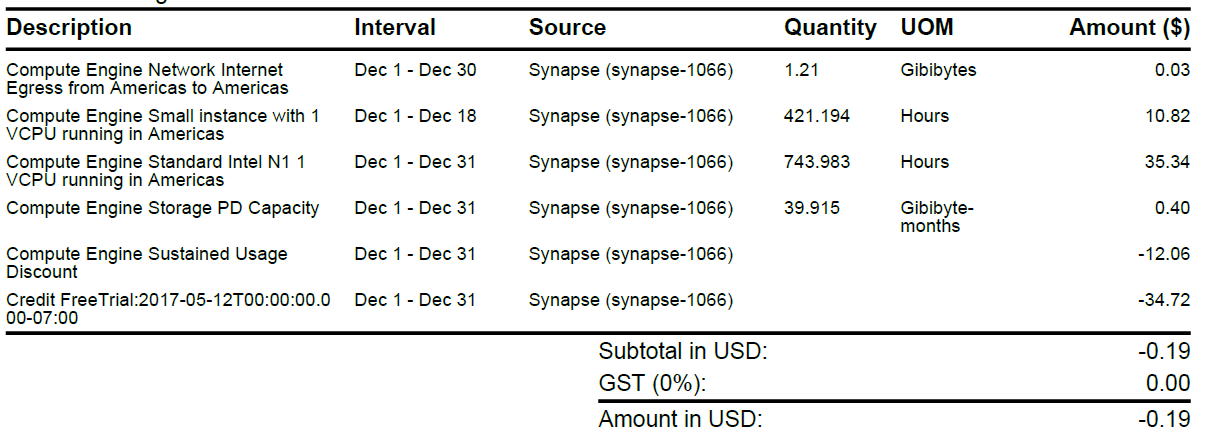 Description Interval Source Quantity UOM Amount ($)
Compute Engine Network Internet Dec 1 - Dec 30 Synapse (synapse-1066) 1.21 Gibibytes 0.03
Egress from Americas to Americas
Compute Engine Small instance with 1 Dec 1 - Dec 18 Synapse (synapse-1066) 421.194 Hours 10.82
VCPU running in Americas
Compute Engine Standard Intel N1 1 Dec 1 - Dec 31 Synapse (synapse-1066) 743.983 Hours 35.34
VCPU running in Americas
Compute Engine Storage PD Capacity Dec 1 - Dec 31 Synapse (synapse-1066) 39.915 Gibibyte- 0.40
months
Compute Engine Sustained Usage Dec 1 - Dec 31 Synapse (synapse-1066) -12.06
Discount
Credit FreeTrial:2017-05-12T00:00:00.0 Dec 1 - Dec 31 Synapse (synapse-1066) -34.72
00-07:00
Subtotal in USD: -0.19
GST (0%): 0.00
Amount in USD: -0.19